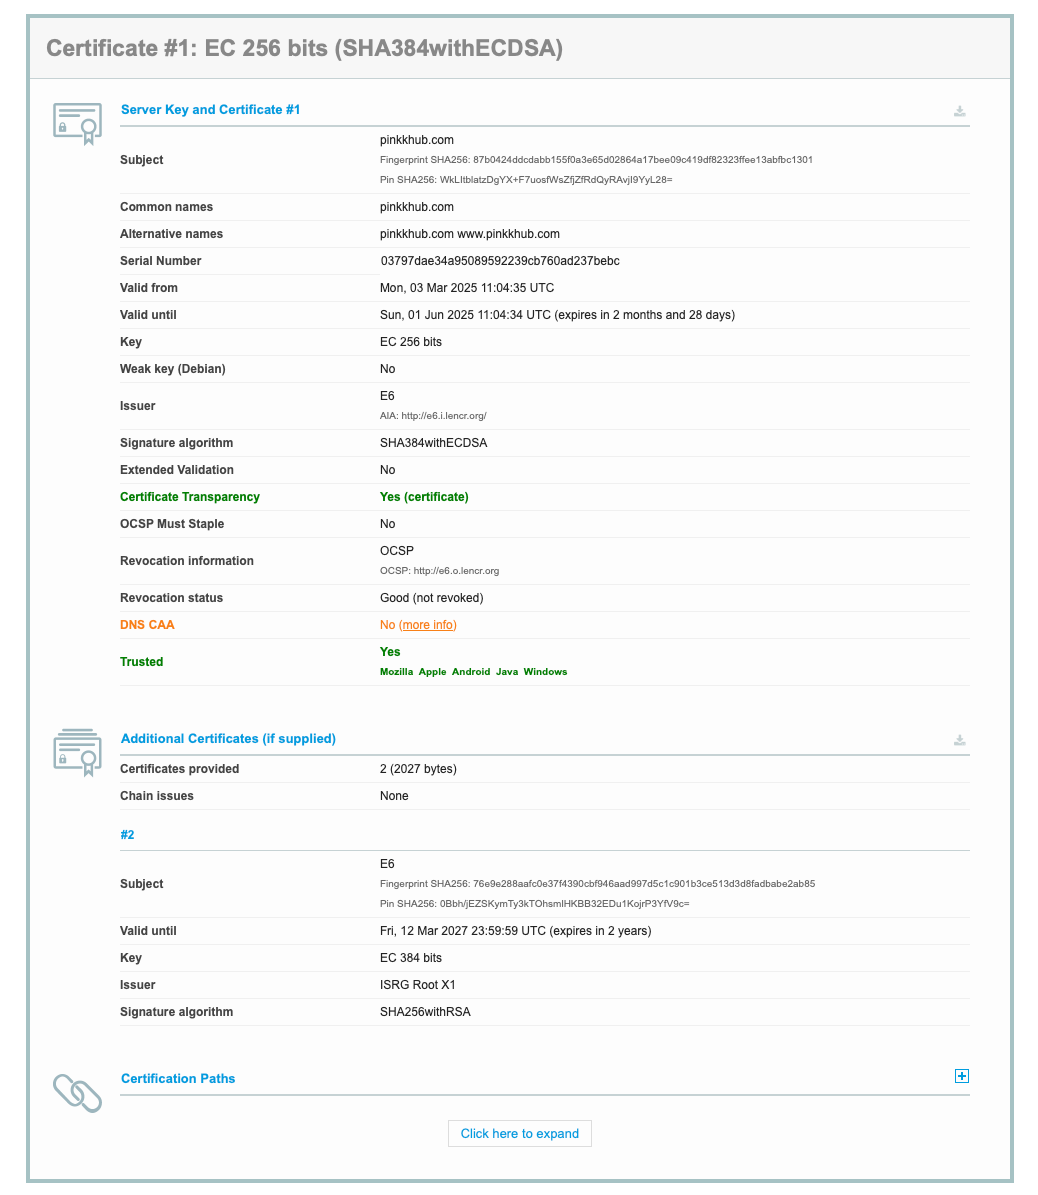 Certificate #1: EC 256 bits (SHA384withECDSA)
Server Key and Certificate #1
Subject
pinkkhub.com
Fingerprint SHA256: 87b0424ddcdabb155f0a3e65d02864a17bee09c419df82323ffee13abfbc1301
Pin SHA256: WkLItblatzDgYX+F7uosfWsZfjZfRdQyRAvjI9YyL28=
Common names pinkkhub.com
Alternative names pinkkhub.com www.pinkkhub.com
Serial Number 03797dae34a95089592239cb760ad237bebc
Valid from Mon, 03 Mar 2025 11:04:35 UTC
Valid until Sun, 01 Jun 2025 11:04:34 UTC (expires in 2 months and 28 days)
Key EC 256 bits
Weak key (Debian) No
Issuer
E6
AIA: http://e6.i.lencr.org/
Signature algorithm SHA384withECDSA
Extended Validation No
Certificate Transparency Yes (certificate)
OCSP Must Staple No
Revocation information
OCSP
OCSP: http://e6.o.lencr.org
Revocation status Good (not revoked)
DNS CAA No (more info)
Trusted
Yes
Mozilla Apple Android Java Windows
Additional Certificates (if supplied)
Certificates provided 2 (2027 bytes)
Chain issues None
#2
Subject
E6
Fingerprint SHA256: 76e9e288aafc0e37f4390cbf946aad997d5c1c901b3ce513d3d8fadbabe2ab85
Pin SHA256: 0Bbh/jEZSKymTy3kTOhsmlHKBB32EDu1KojrP3YfV9c=
Valid until Fri, 12 Mar 2027 23:59:59 UTC (expires in 2 years)
Key EC 384 bits
Issuer ISRG Root X1
Signature algorithm SHA256withRSA
Certification Paths
Click here to expand